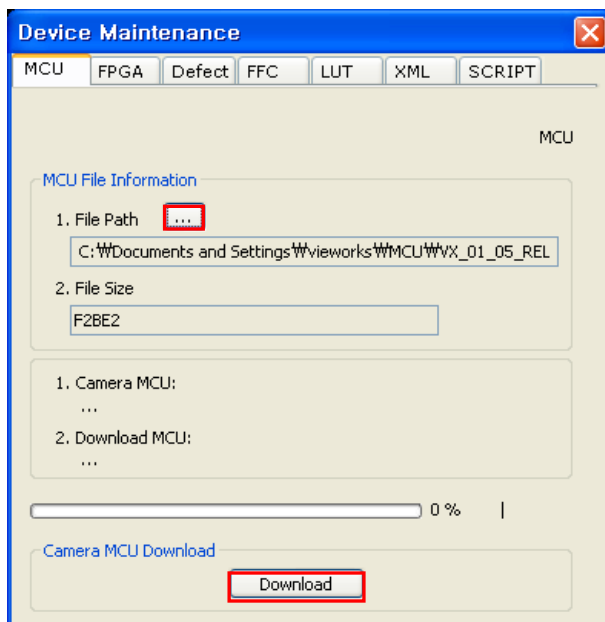 Device Maintenance
MCU FPGA Defect FFC LUT XML SCRIPT
MCU
MCU File Information
1. File Path ...
C:₩Documents and Settings₩vieworks₩MCU₩VX_01_05_REL
2. File Size
F2BE2
1. Camera MCU:
...
2. Download MCU:
...
0 %
Camera MCU Download
Download